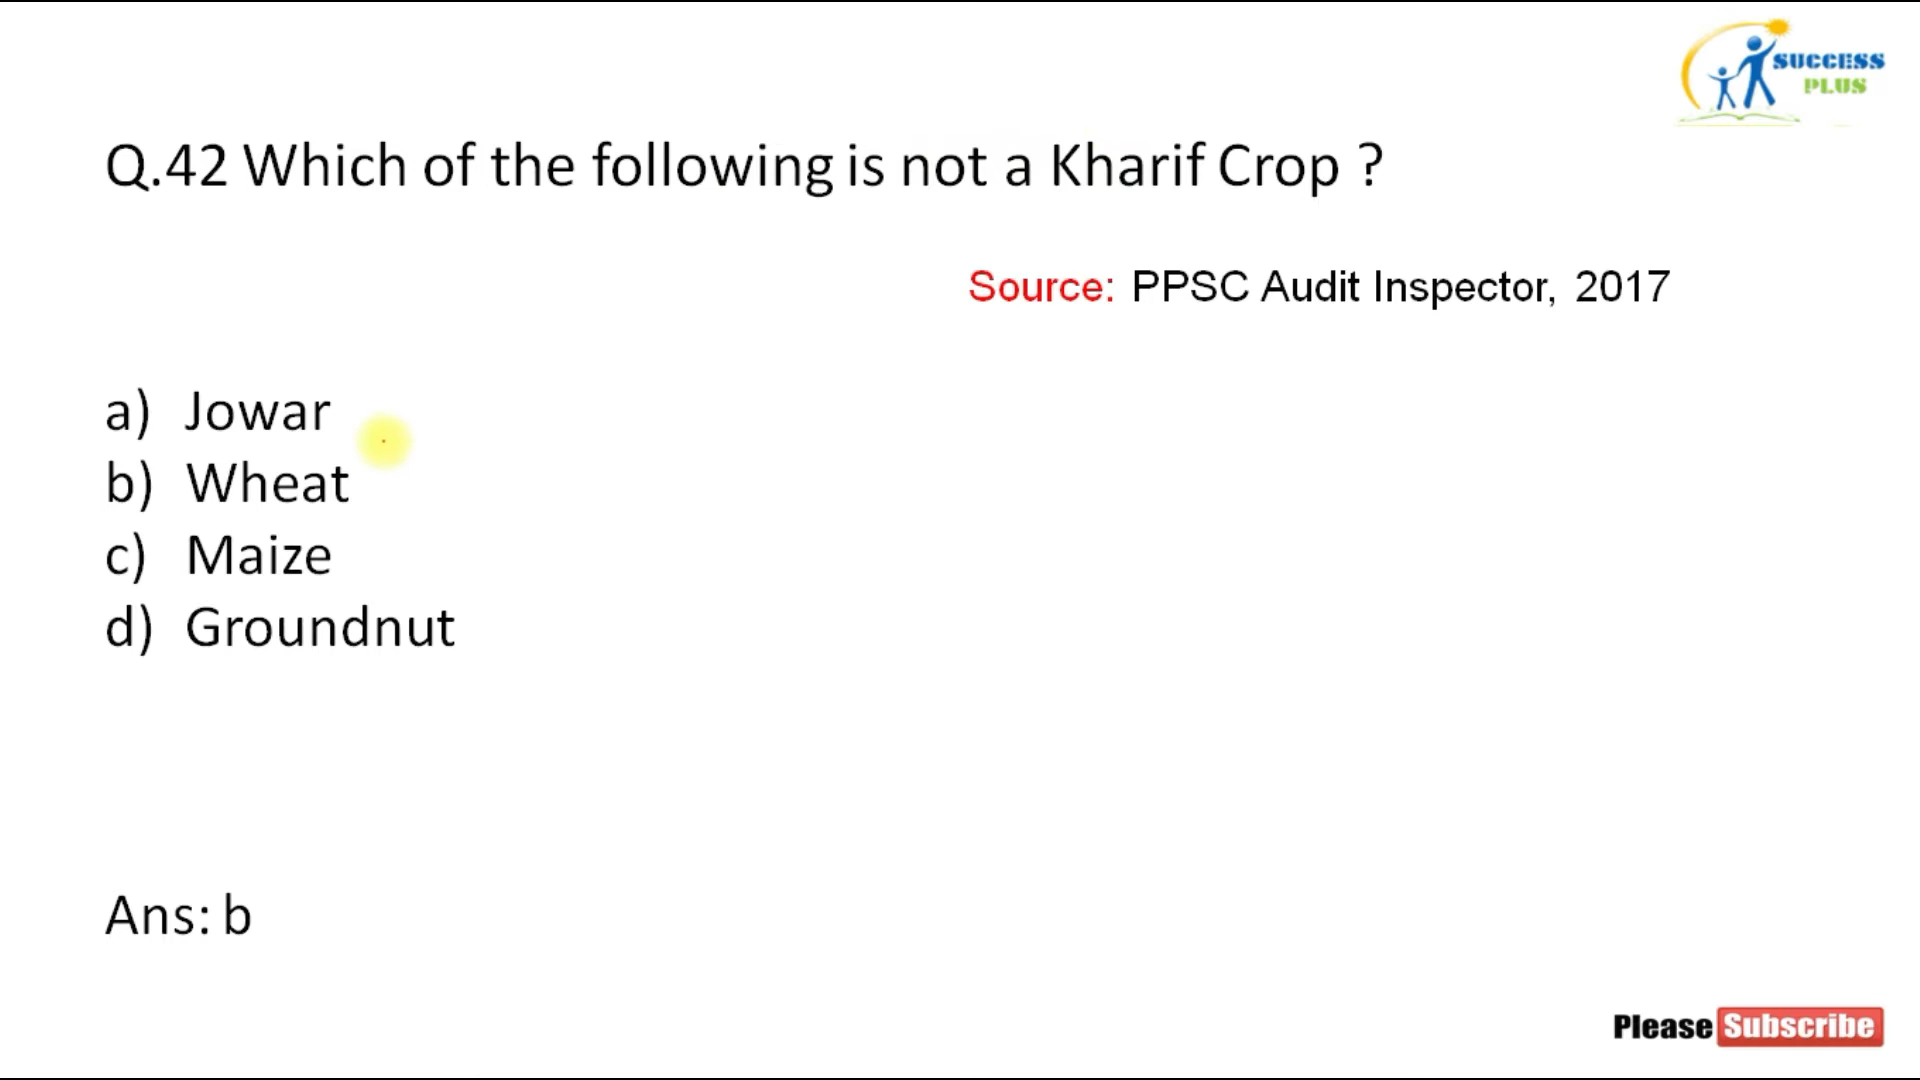 SUCCESS
PLUS
Q.42 Which of the following is not a Kharif Crop ?
Source: PPSC Audit Inspector, 2017
a) Jowar
b) Wheat
c) Maize
d) Groundnut
Ans: b
Please Subscribe